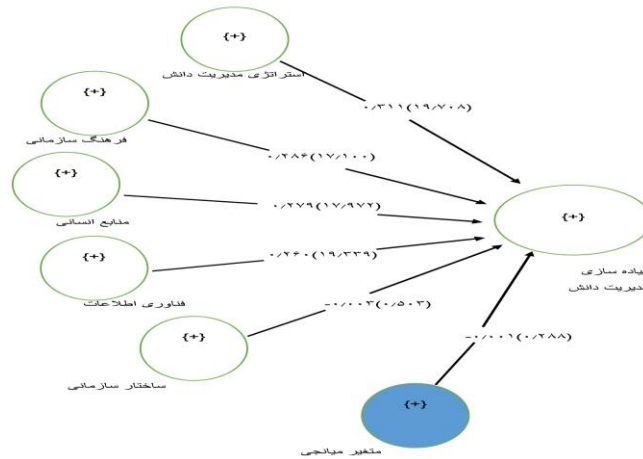 {+}
استراتژی مدیریت دانش
{+}
فرهنگ سازمانی
{+}
منابع انسانی
{+}
فناوری اطلاعات
{+}
ساختار سازمانی
{+}
متغیر میانجی
{+}
یاده سازی
مدیریت دانش
۰٫۳۱۱(۱۹٫۷۰۸)
۰٫۲۸۶(۱۷٫۱۰۰)
۰٫۲۷۹(۱۷٫۹۷۲)
۰٫۲۶۰(۱۹٫۳۳۹)
-۰٫۰۰۳(۰٫۵۰۳)
-۰٫۰۰۱(۰٫۲۸۸)